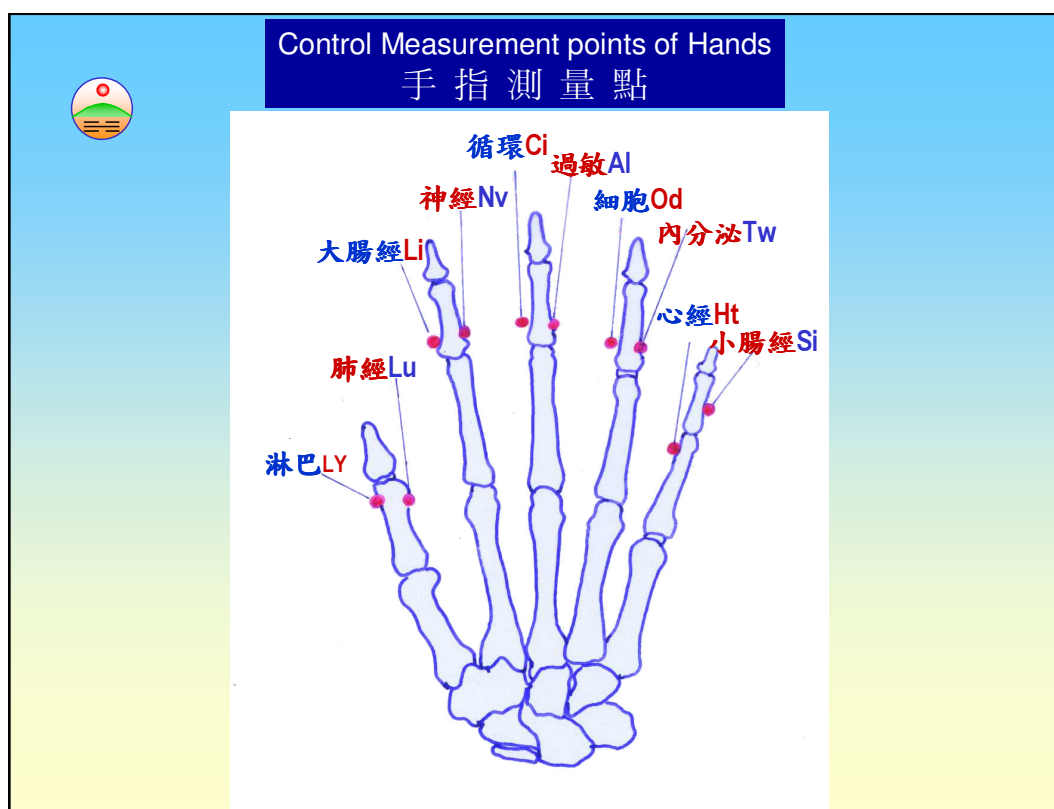 Control Measurement points of Hands
手 指 測 量 點
循環Ci
過敏Al
神經Nv
細胞Od
內分泌Tw
大腸經Li
心經Ht
小腸經Si
肺經Lu
淋巴LY